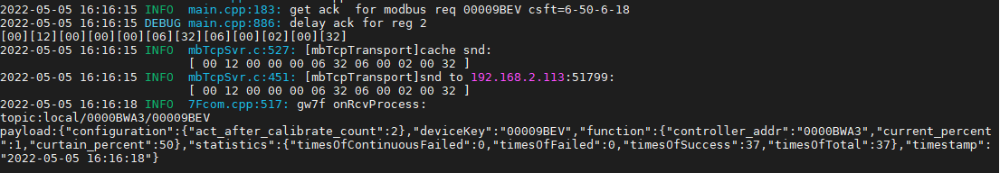 2022-05-05 16:16:15 INFO  main.cpp:183: get ack  for modbus req 00009BEV csft=6-50-6-18
2022-05-05 16:16:15 DEBUG main.cpp:886: delay ack for reg 2
[00][12][00][00][00][06][32][06][00][02][00][32]
2022-05-05 16:16:15 INFO  mbTcpSvr.c:527: [mbTcpTransport]cache snd:
[ 00 12 00 00 00 06 32 06 00 02 00 32 ]
2022-05-05 16:16:15 INFO  mbTcpSvr.c:451: [mbTcpTransport]snd to 192.168.2.113:51799:
[ 00 12 00 00 00 06 32 06 00 02 00 32 ]
2022-05-05 16:16:18 INFO  7Fcom.cpp:517: gw7f onRcvProcess:
topic:local/0000BWA3/00009BEV
payload:{"configuration":{"act_after_calibrate_count":2},"deviceKey":"00009BEV","function":{"controller_addr":"0000BWA3","current_percent
":1,"curtain_percent":50},"statistics":{"timesOfContinuousFailed":0,"timesOfFailed":0,"timesOfSuccess":37,"timesOfTotal":37},"timestamp":
"2022-05-05 16:16:18"}